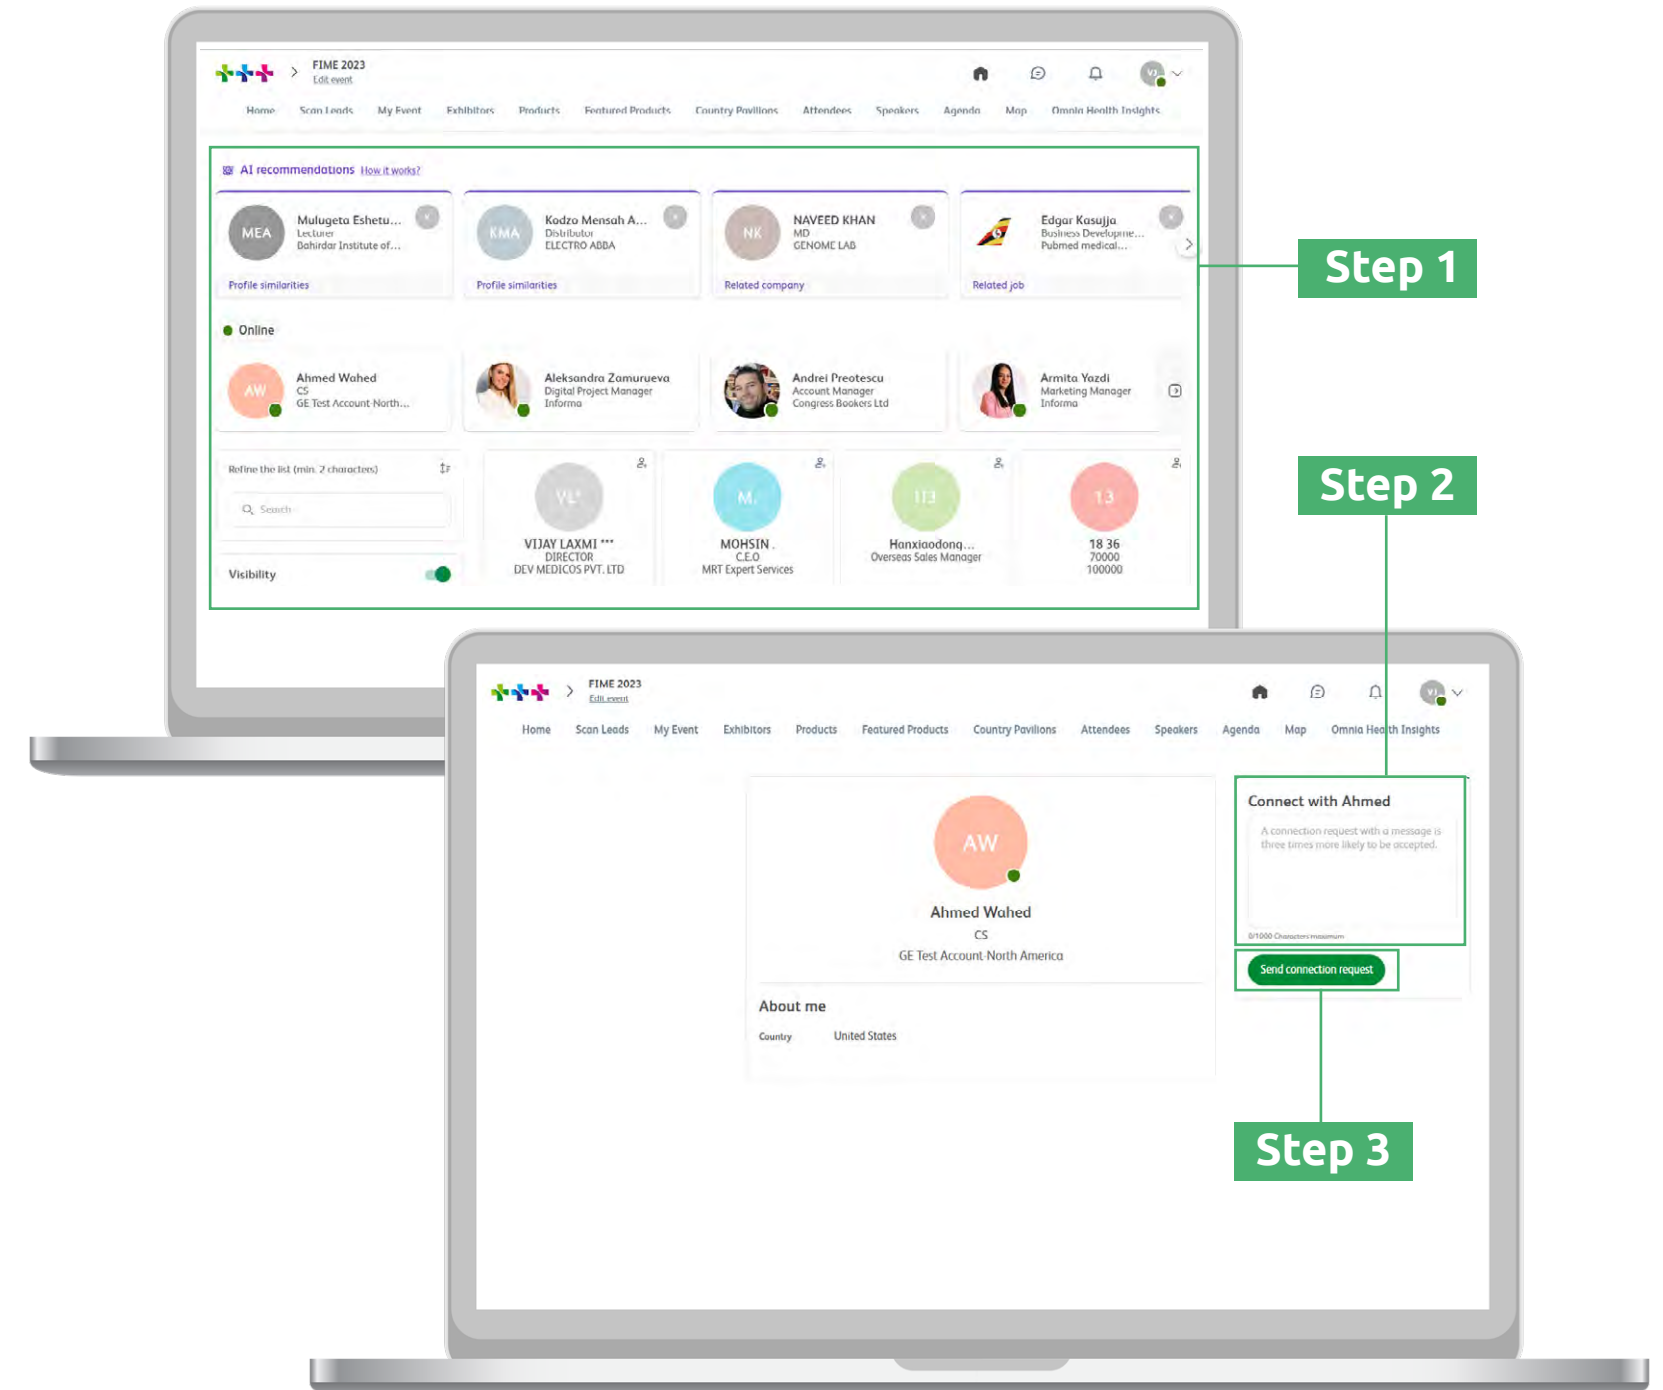 FIME 2023
Edit event
Home Scan Leads My Event Exhibitors Products Featured Products Country Pavilions Attendees Speakers Agenda Map Omnia Health Insights
AI recommendations How it works?
MEA
Mulugeta Eshetu...
Lecturer
Bahirdar Institute of...
Profile similarities
KMA
Kodzo Mensah A...
Distributor
ELECTRO ABBA
Profile similarities
NK
NAVEED KHAN
MD
GENOME LAB
Related company
Edgar Kasujja
Business Developme...
Pubmed medical...
Related job
Step 1
Online
AW
Ahmed Wahed
CS
GE Test Account-North...
Aleksandra Zamurueva
Digital Project Manager
Informa
Andrei Preotescu
Account Manager
Congress Bookers Ltd
Armita Yazdi
Marketing Manager
Informa
Refine the list (min. 2 characters)
Search
Visibility
VL*
VIJAY LAXMI ***
DIRECTOR
DEV MEDICOS PVT. LTD
M.
MOHSIN .
C.E.O
MRT Expert Services
Hanxiaodong...
Overseas Sales Manager
13
18 36
70000
100000
Step 2
FIME 2023
Edit event
VJ
Home Scan Leads My Event Exhibitors Products Featured Products Country Pavilions Attendees Speakers Agenda Map Omnia Health Insights
AW
Ahmed Wahed
CS
GE Test Account-North America
About me
Country United States
Connect with Ahmed
A connection request with a message is
three times more likely to be accepted.
0/1000 Characters maximum
Send connection request
Step 3